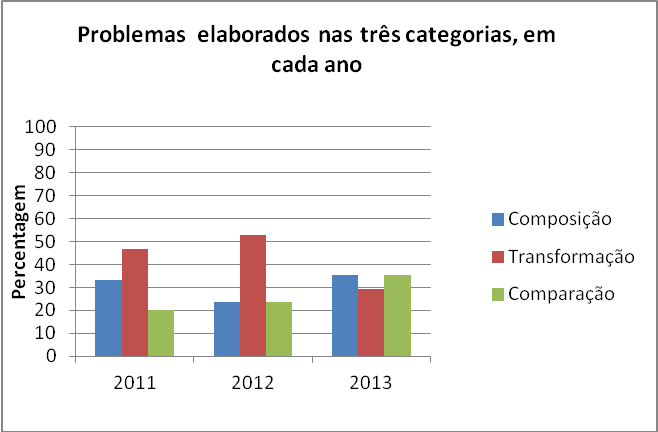 Problemas elaborados nas três categorias, em
cada ano
Percentagem
100
90
80
70
60
50
40
30
20
10
0
2011 2012 2013
Composição
Transformação
Comparação